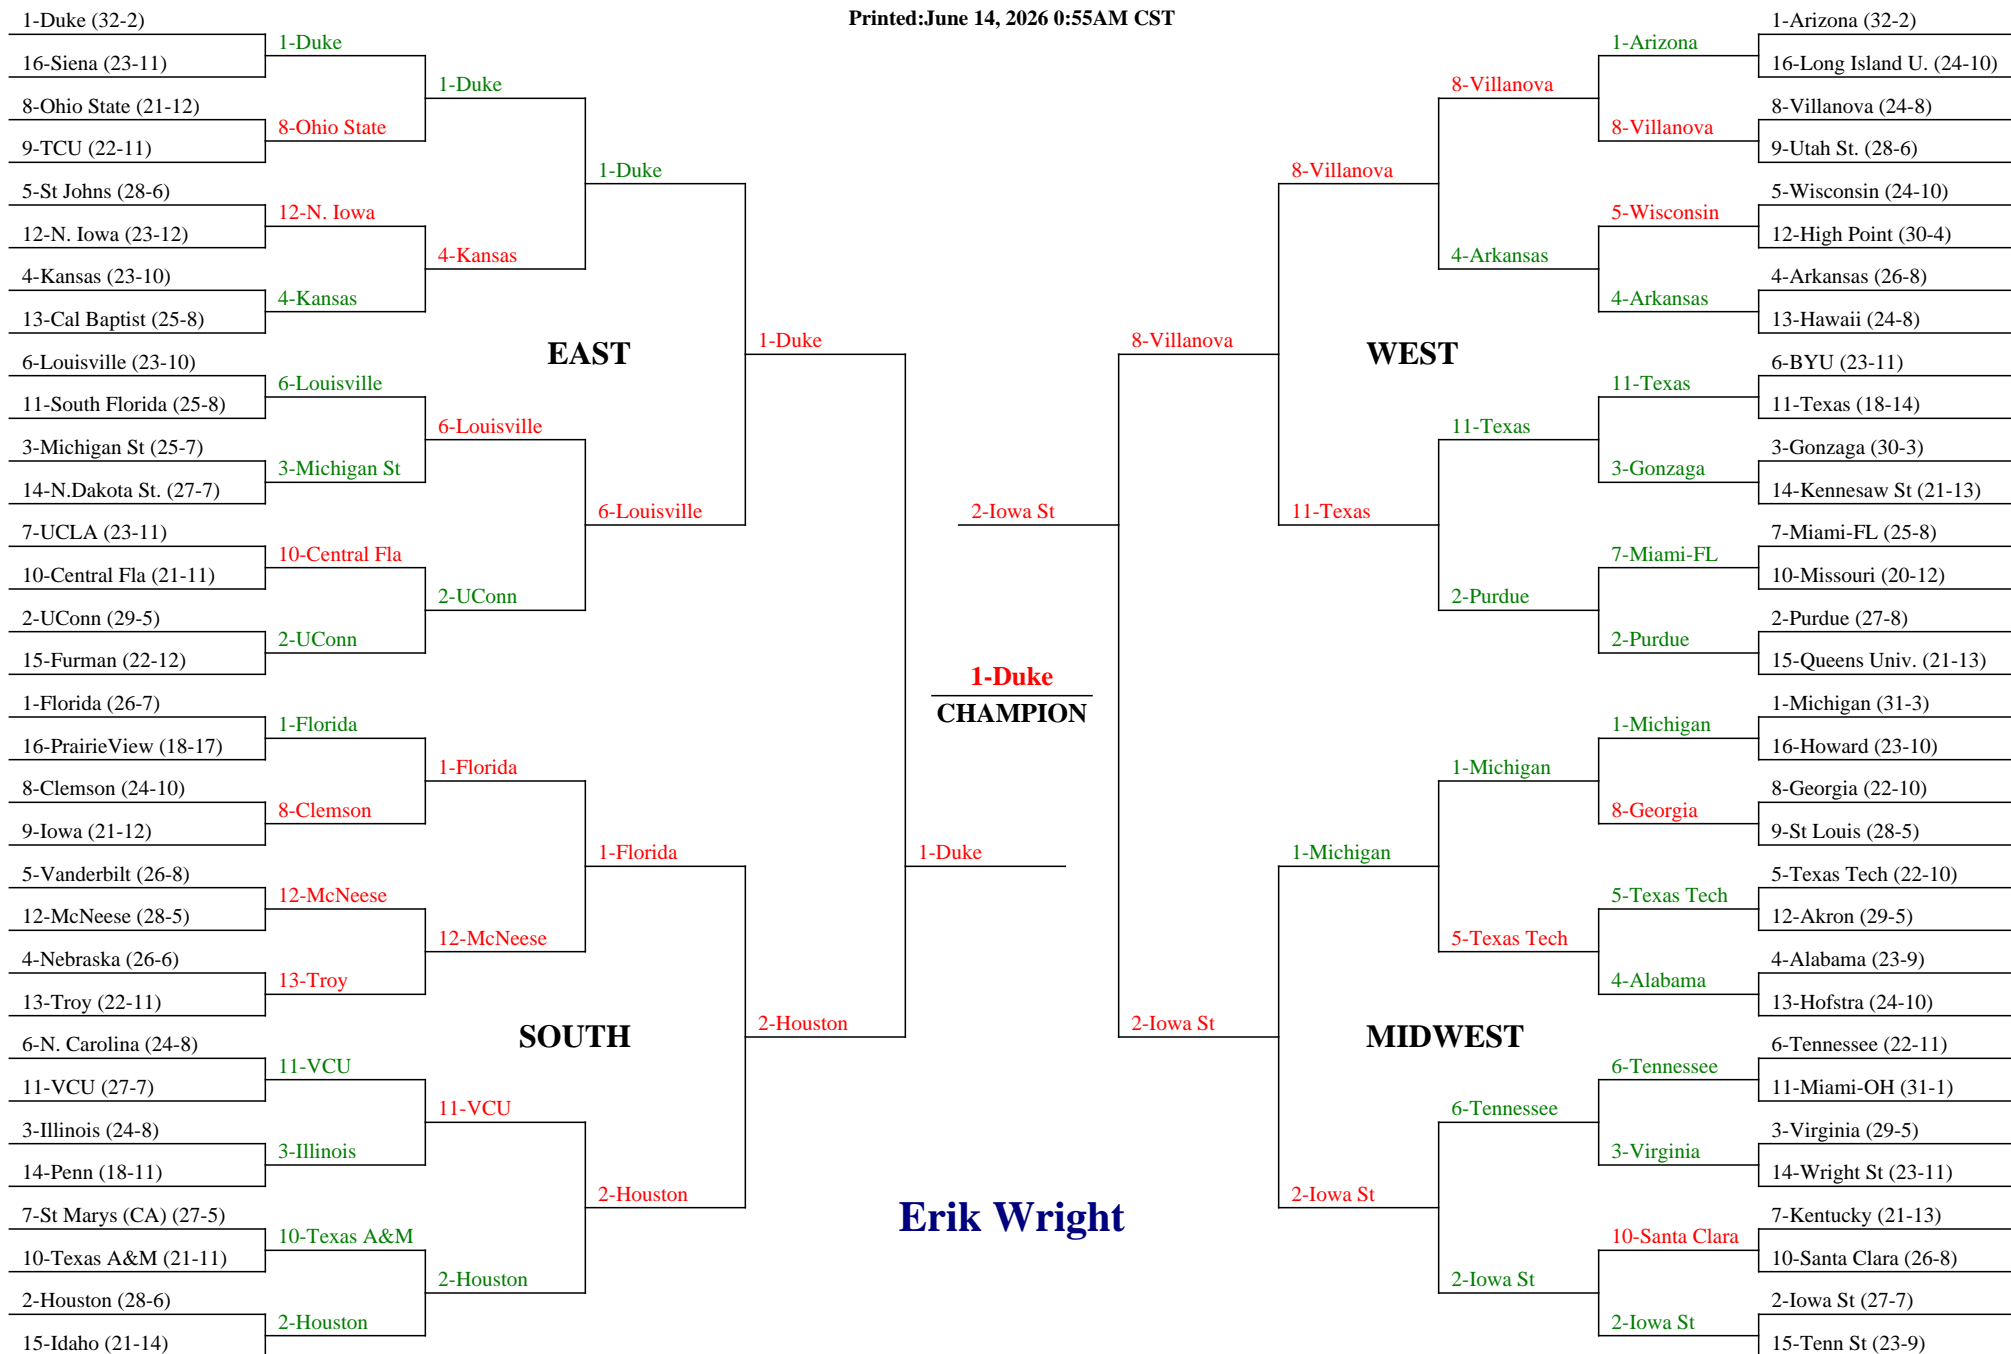 Printed:June 14, 2026 0:55AM CST
1-Duke (32-2)
16-Siena (23-11)
8-Ohio State (21-12)
9-TCU (22-11)
5-St Johns (28-6)
12-N. Iowa (23-12)
4-Kansas (23-10)
13-Cal Baptist (25-8)
6-Louisville (23-10)
11-South Florida (25-8)
3-Michigan St (25-7)
14-N.Dakota St. (27-7)
7-UCLA (23-11)
10-Central Fla (21-11)
2-UConn (29-5)
15-Furman (22-12)
1-Florida (26-7)
16-PrairieView (18-17)
8-Clemson (24-10)
9-Iowa (21-12)
5-Vanderbilt (26-8)
12-McNeese (28-5)
4-Nebraska (26-6)
13-Troy (22-11)
6-N. Carolina (24-8)
11-VCU (27-7)
3-Illinois (24-8)
14-Penn (18-11)
7-St Marys (CA) (27-5)
10-Texas A&M (21-11)
2-Houston (28-6)
15-Idaho (21-14)
1-Duke
8-Ohio State
12-N. Iowa
4-Kansas
6-Louisville
3-Michigan St
10-Central Fla
2-UConn
1-Florida
8-Clemson
12-McNeese
13-Troy
11-VCU
3-Illinois
10-Texas A&M
2-Houston
1-Duke
4-Kansas
6-Louisville
2-UConn
1-Florida
12-McNeese
11-VCU
2-Houston
1-Duke
EAST
6-Louisville
1-Florida
SOUTH
2-Houston
1-Duke
2-Houston
1-Duke
2-Iowa St
1-Duke
CHAMPION
Erik Wright
8-Villanova
2-Iowa St
8-Villanova
WEST
11-Texas
1-Michigan
MIDWEST
2-Iowa St
8-Villanova
4-Arkansas
11-Texas
2-Purdue
1-Michigan
5-Texas Tech
6-Tennessee
2-Iowa St
1-Arizona
8-Villanova
5-Wisconsin
4-Arkansas
11-Texas
3-Gonzaga
7-Miami-FL
2-Purdue
1-Michigan
8-Georgia
5-Texas Tech
4-Alabama
6-Tennessee
3-Virginia
10-Santa Clara
2-Iowa St
1-Arizona (32-2)
16-Long Island U. (24-10)
8-Villanova (24-8)
9-Utah St. (28-6)
5-Wisconsin (24-10)
12-High Point (30-4)
4-Arkansas (26-8)
13-Hawaii (24-8)
6-BYU (23-11)
11-Texas (18-14)
3-Gonzaga (30-3)
14-Kennesaw St (21-13)
7-Miami-FL (25-8)
10-Missouri (20-12)
2-Purdue (27-8)
15-Queens Univ. (21-13)
1-Michigan (31-3)
16-Howard (23-10)
8-Georgia (22-10)
9-St Louis (28-5)
5-Texas Tech (22-10)
12-Akron (29-5)
4-Alabama (23-9)
13-Hofstra (24-10)
6-Tennessee (22-11)
11-Miami-OH (31-1)
3-Virginia (29-5)
14-Wright St (23-11)
7-Kentucky (21-13)
10-Santa Clara (26-8)
2-Iowa St (27-7)
15-Tenn St (23-9)